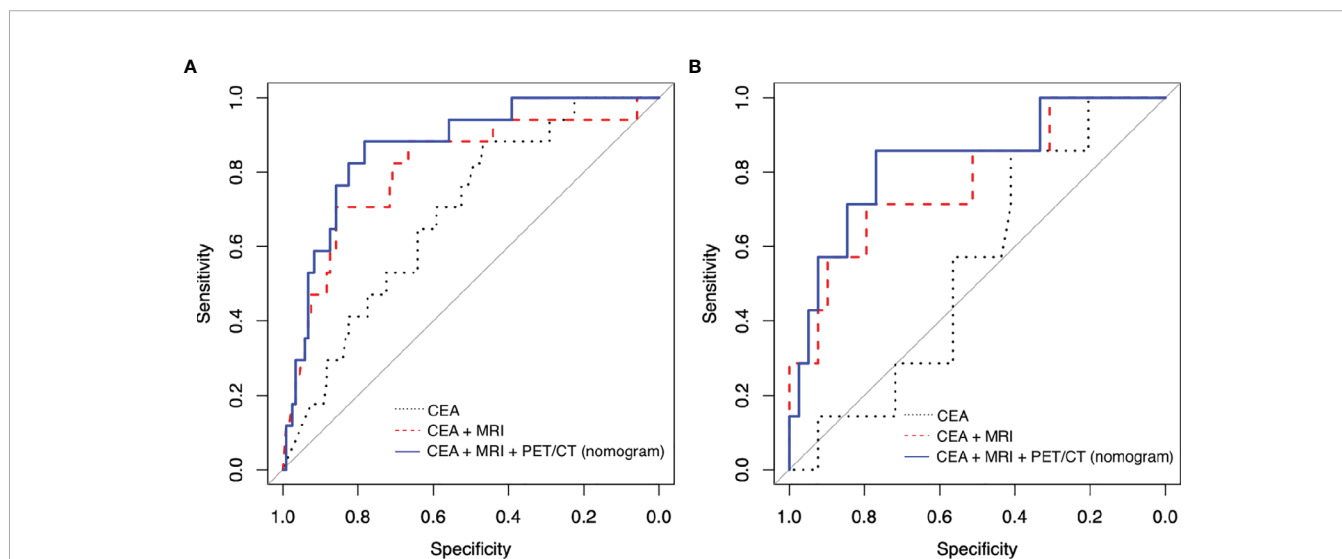 A
Sensitivity
1.0
0.8
0.6
0.4
0.2
0.0
CEA
CEA + MRI
CEA + MRI + PET/CT (nomogram)
1.0 0.8 0.6 0.4 0.2 0.0
Specificity
B
Sensitivity
1.0
0.8
0.6
0.4
0.2
0.0
CEA
CEA + MRI
CEA + MRI + PET/CT (nomogram)
1.0 0.8 0.6 0.4 0.2 0.0
Specificity